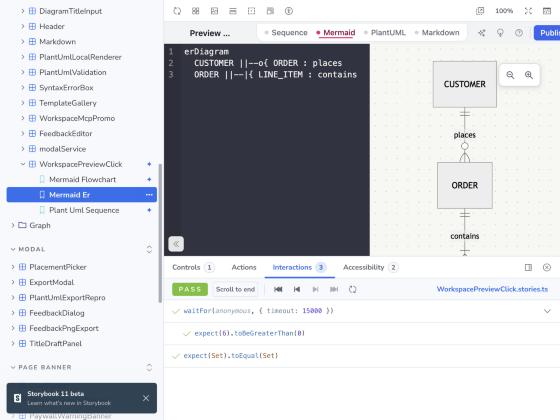 DiagramTitleInput
Header
Markdown
PlantUmlLocalRenderer
PlantUmlValidation
SyntaxErrorBox
TemplateGallery
WorkspaceMcpPromo
FeedbackEditor
modalService
WorkspacePreviewClick
Mermaid Flowchart
Mermaid Er
Plant Uml Sequence
Graph
MODAL
PlacementPicker
ExportModal
PlantUmlExportRepro
FeedbackDialog
FeedbackPngExport
TitleDraftPanel
PAGE BANNER
Storybook 11 beta
Learn what's new in Storybook
PaywallWarningBanner
100%
Preview ...
Sequence
Mermaid
PlantUML
Markdown
Publi
1 erDiagram
2 CUSTOMER ||--o{ ORDER : places
3 ORDER ||--|{ LINE_ITEM : contains
CUSTOMER
places
ORDER
contains
Controls 1
Actions
Interactions 3
Accessibility 2
PASS
Scroll to end
WorkspacePreviewClick.stories.ts
waitFor(anonymous, { timeout: 15000 })
expect(6).toBeGreaterThan(0)
expect(Set).toEqual(Set)